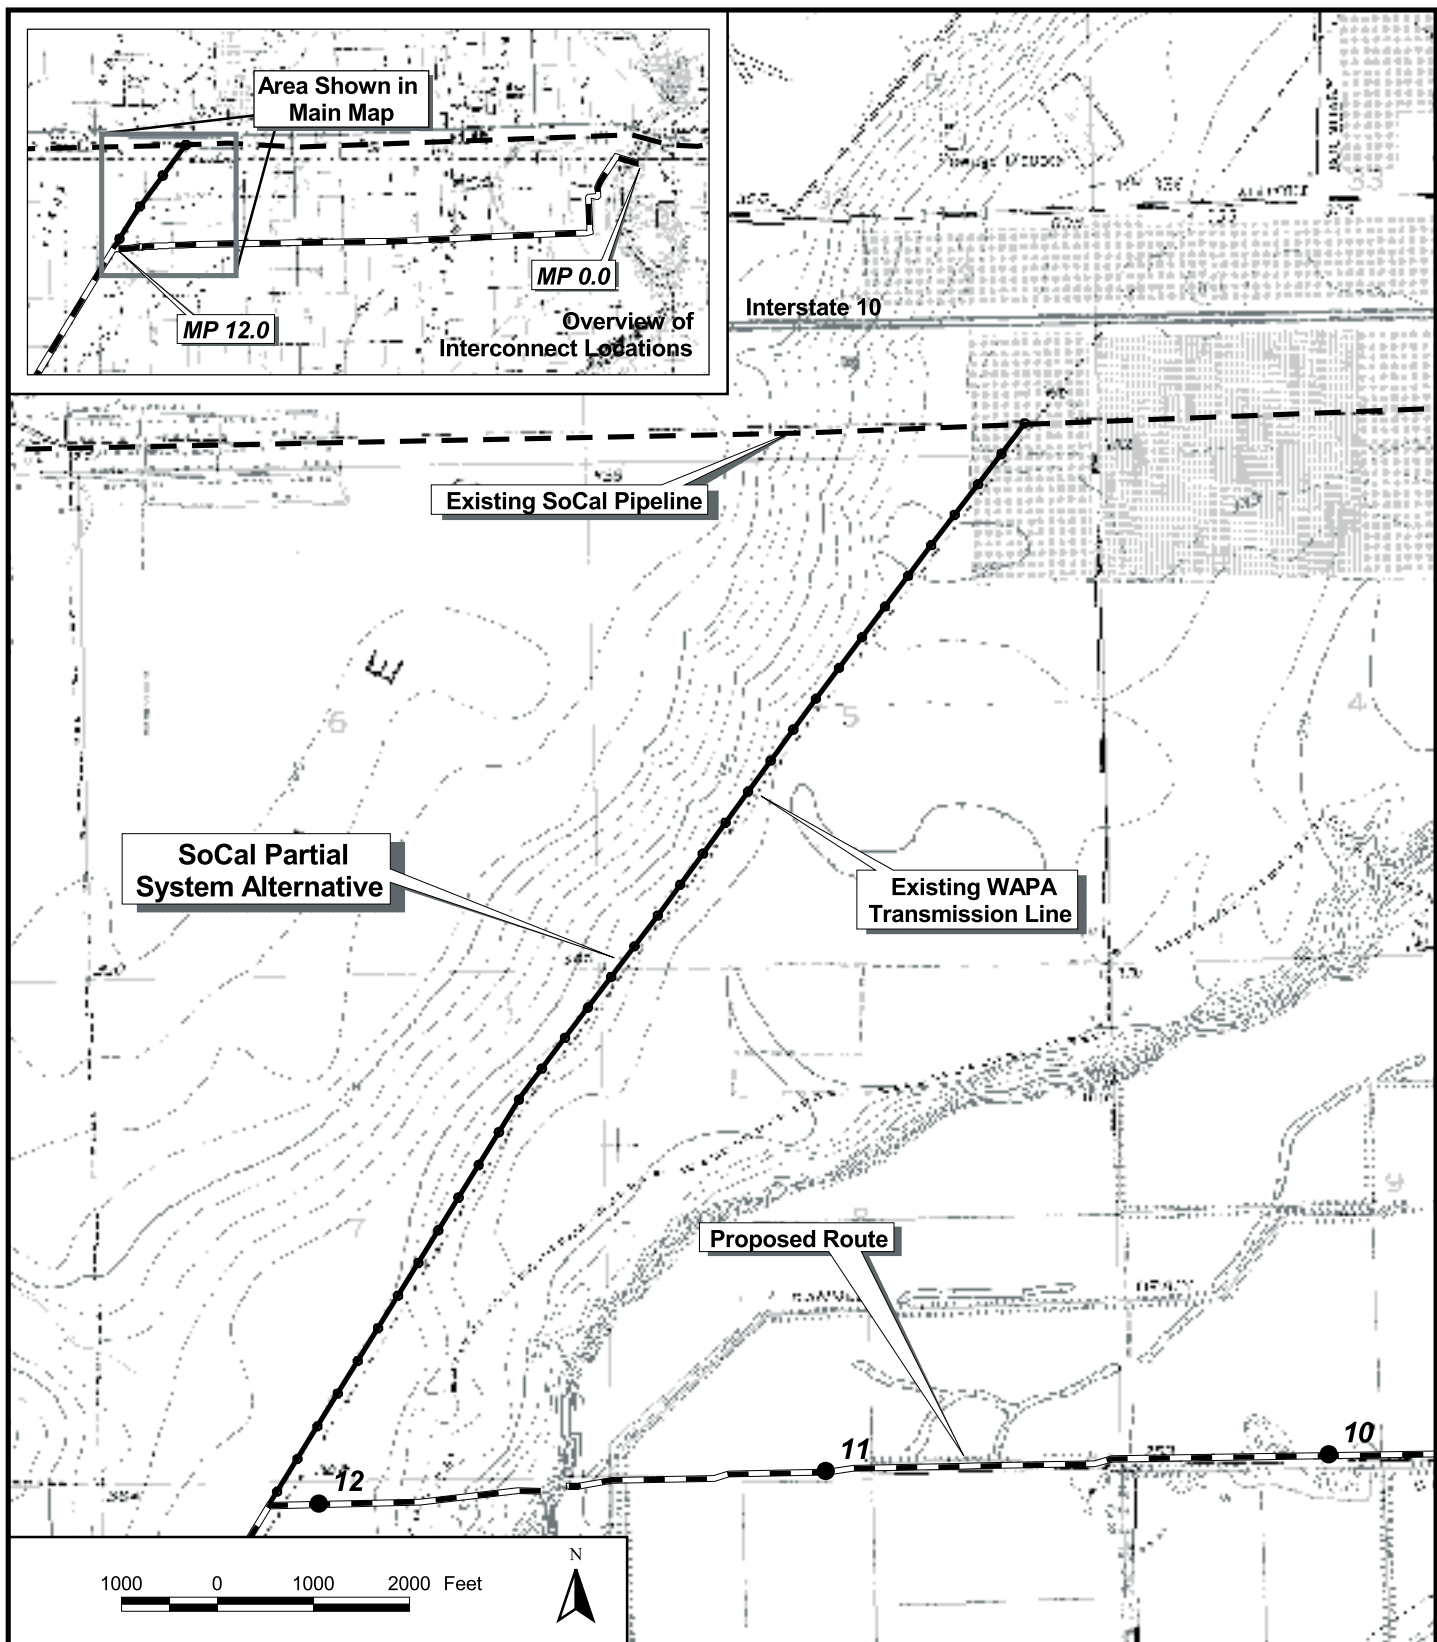 Area Shown in
Main Map
MP 0.0
MP 12.0
Overview of
Interconnect Locations
33
Interstate 10
Existing SoCal Pipeline
E
6
5
4
SoCal Partial
System Alternative
Existing WAPA
Transmission Line
9
7
Proposed Route
12
11
10
N
1000 0 1000 2000 Feet